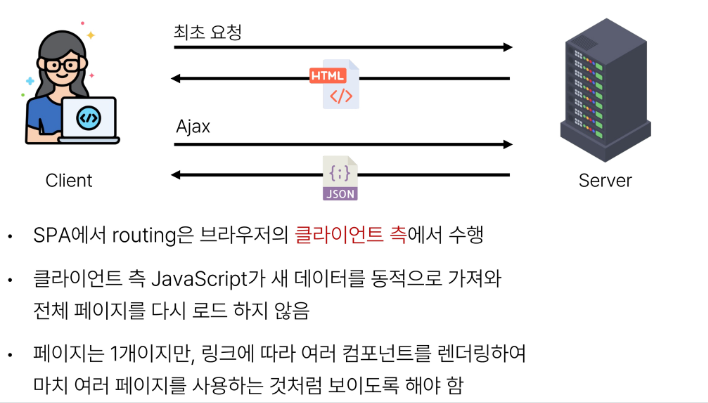 최초 요청
HTML
</>
</>
Ajax
{;}
JSON
Client
Server
• SPA에서 routing은 브라우저의 클라이언트 측에서 수행
• 클라이언트 측 JavaScript가 새 데이터를 동적으로 가져와
전체 페이지를 다시 로드 하지 않음
• 페이지는 1개이지만, 링크에 따라 여러 컴포넌트를 렌더링하여
마치 여러 페이지를 사용하는 것처럼 보이도록 해야 함